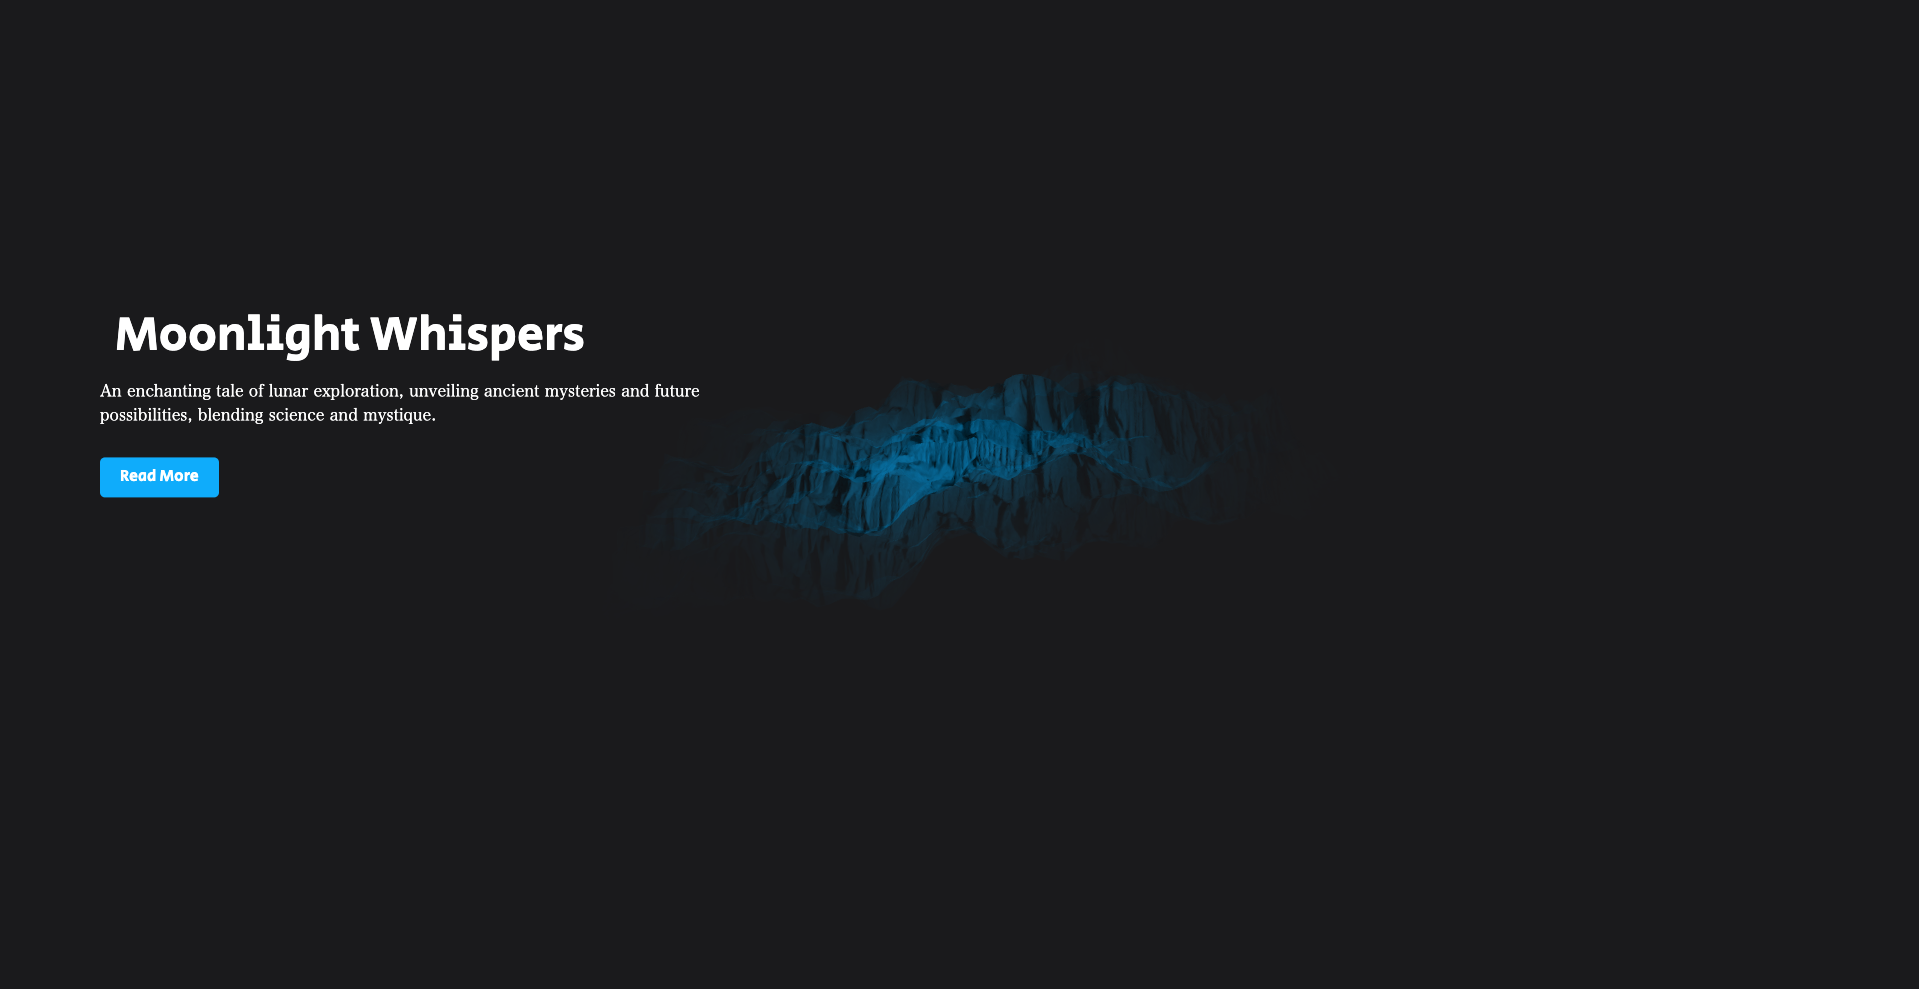 Moonlight Whispers
An enchanting tale of lunar exploration, unveiling ancient mysteries and future
possibilities, blending science and mystique.
Read More